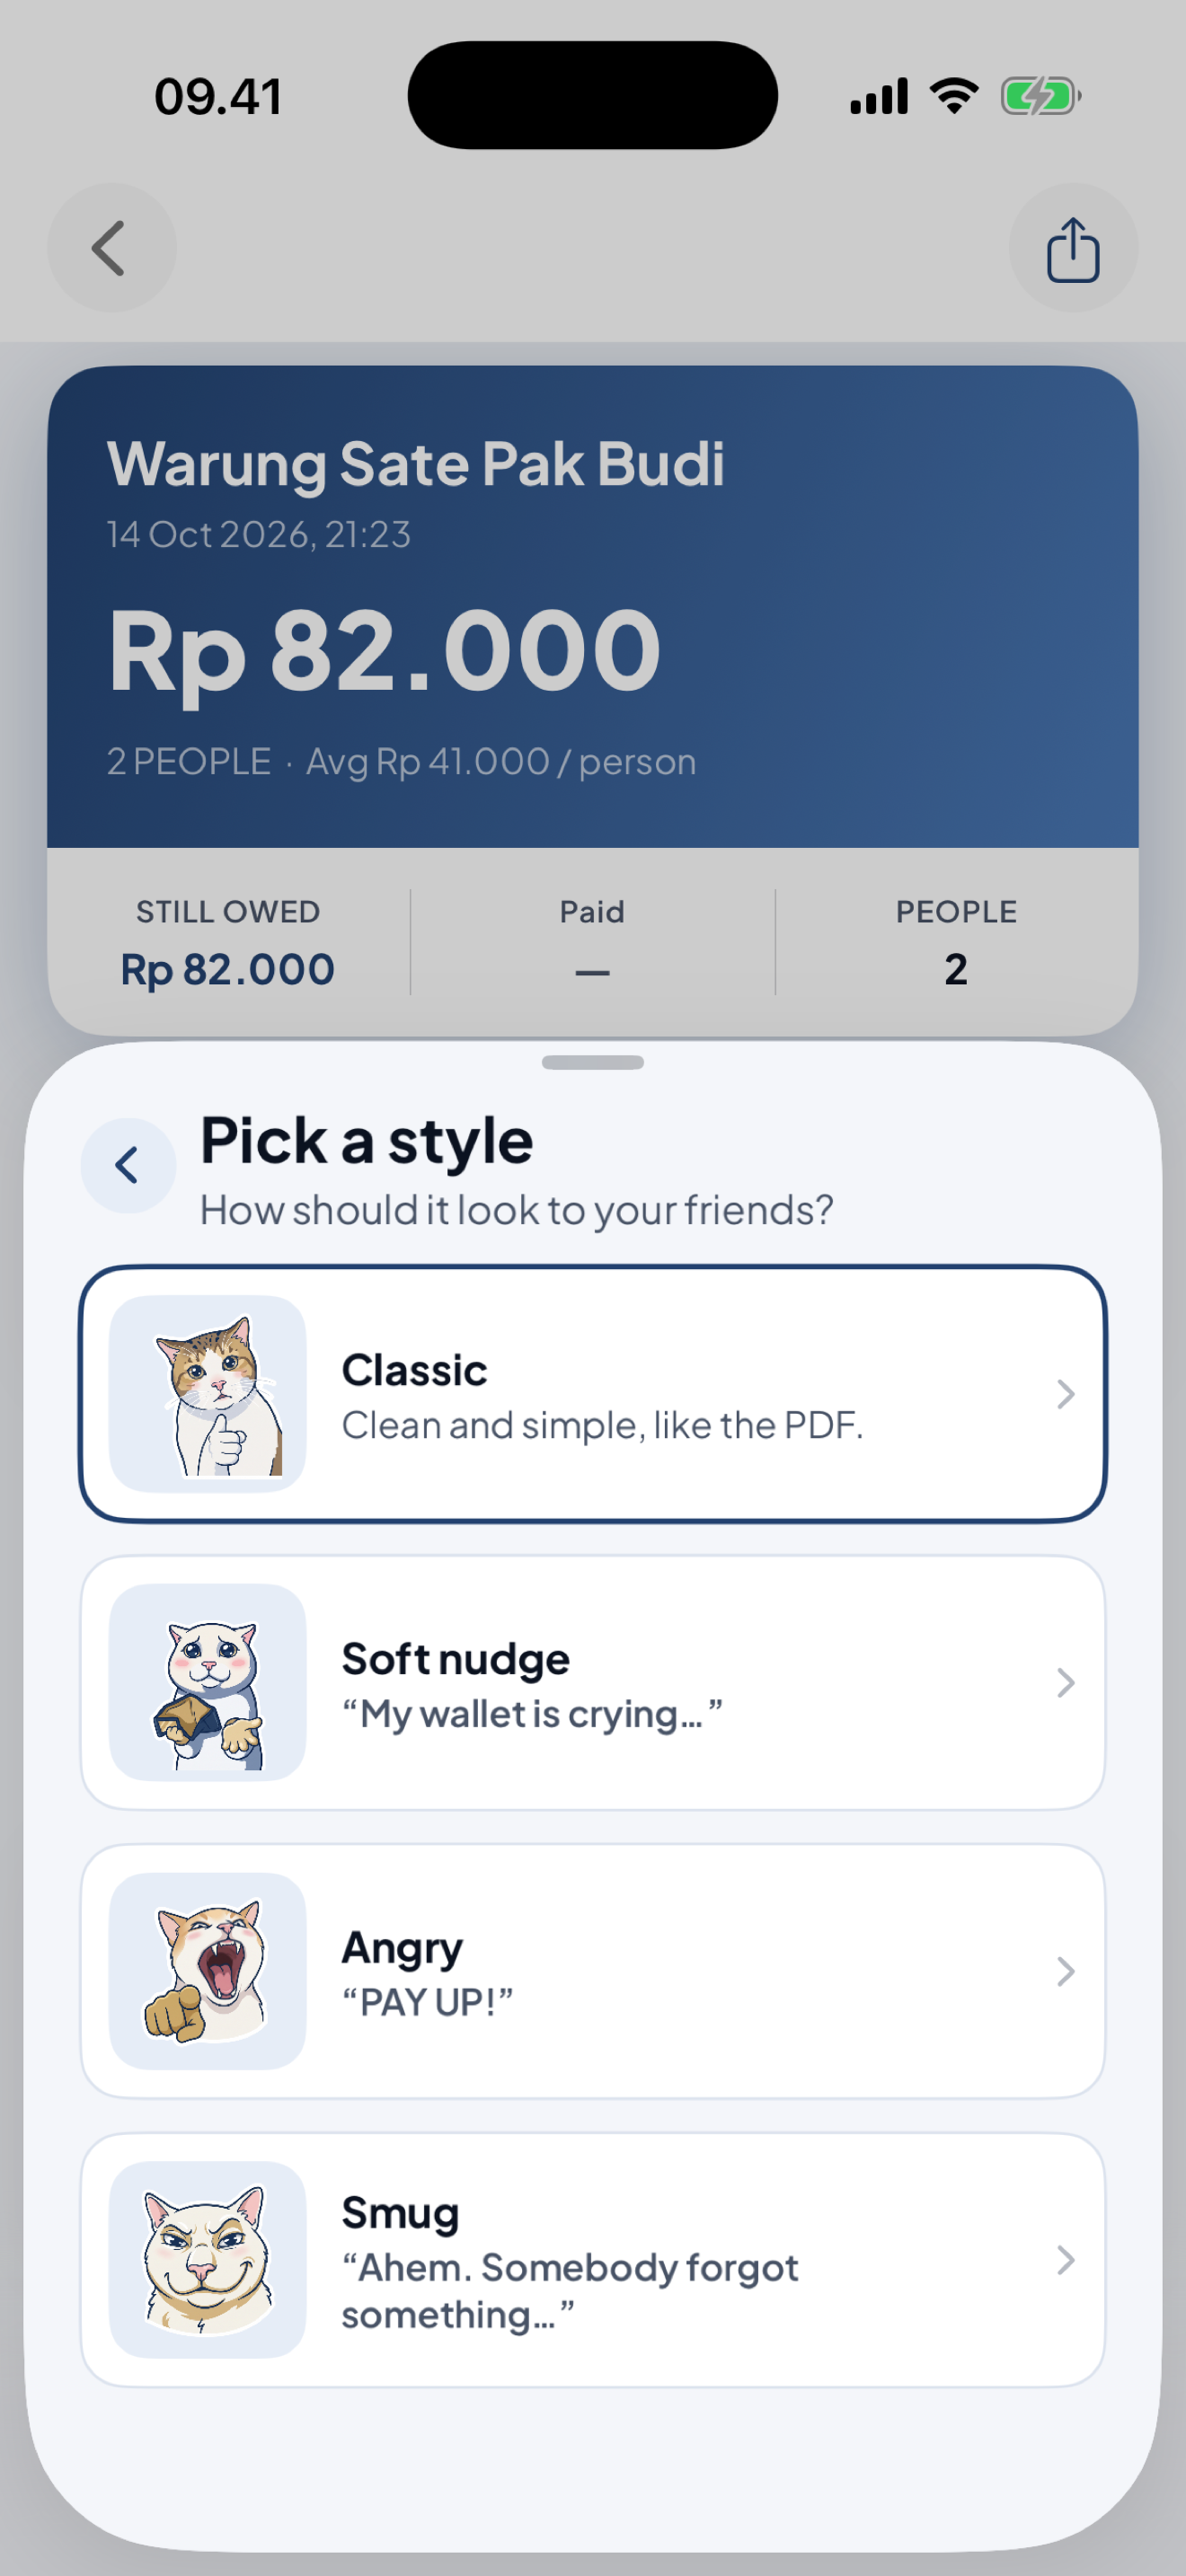 09.41
Warung Sate Pak Budi
14 Oct 2026, 21:23
Rp 82.000
2 PEOPLE · Avg Rp 41.000 / person
STILL OWED
Rp 82.000
Paid
—
PEOPLE
2
Pick a style
How should it look to your friends?
Classic
Clean and simple, like the PDF.
Soft nudge
“My wallet is crying…”
Angry
“PAY UP!”
Smug
“Ahem. Somebody forgot
something…”